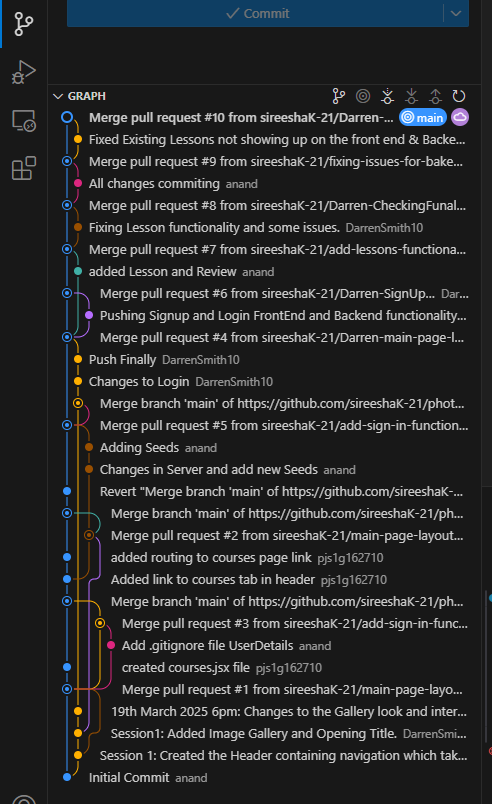 Commit
GRAPH
Merge pull request #10 from sireeshaK-21/Darren-... main
Fixed Existing Lessons not showing up on the front end & Backe...
Merge pull request #9 from sireeshaK-21/fixing-issues-for-bake...
All changes commiting anand
Merge pull request #8 from sireeshaK-21/Darren-CheckingFunal...
Fixing Lesson functionality and some issues. DarrenSmith10
Merge pull request #7 from sireeshaK-21/add-lessons-functiona...
added Lesson and Review anand
Merge pull request #6 from sireeshaK-21/Darren-SignUp... Dar...
Pushing Signup and Login FrontEnd and Backend functionality...
Merge pull request #4 from sireeshaK-21/Darren-main-page-l...
Push Finally DarrenSmith10
Changes to Login DarrenSmith10
Merge branch 'main' of https://github.com/sireeshaK-21/phot...
Merge pull request #5 from sireeshaK-21/add-sign-in-function...
Adding Seeds anand
Changes in Server and add new Seeds anand
Revert "Merge branch 'main' of https://github.com/sireeshaK-...
Merge branch 'main' of https://github.com/sireeshaK-21/ph...
Merge pull request #2 from sireeshaK-21/main-page-layout...
added routing to courses page link pjs1g162710
Added link to courses tab in header pjs1g162710
Merge branch 'main' of https://github.com/sireeshaK-21/ph...
Merge pull request #3 from sireeshaK-21/add-sign-in-func...
Add .gitignore file UserDetails anand
created courses.jsx file pjs1g162710
Merge pull request #1 from sireeshaK-21/main-page-layo...
19th March 2025 6pm: Changes to the Gallery look and inter...
Session1: Added Image Gallery and Opening Title. DarrenSmi...
Session 1: Created the Header containing navigation which tak...
Initial Commit anand